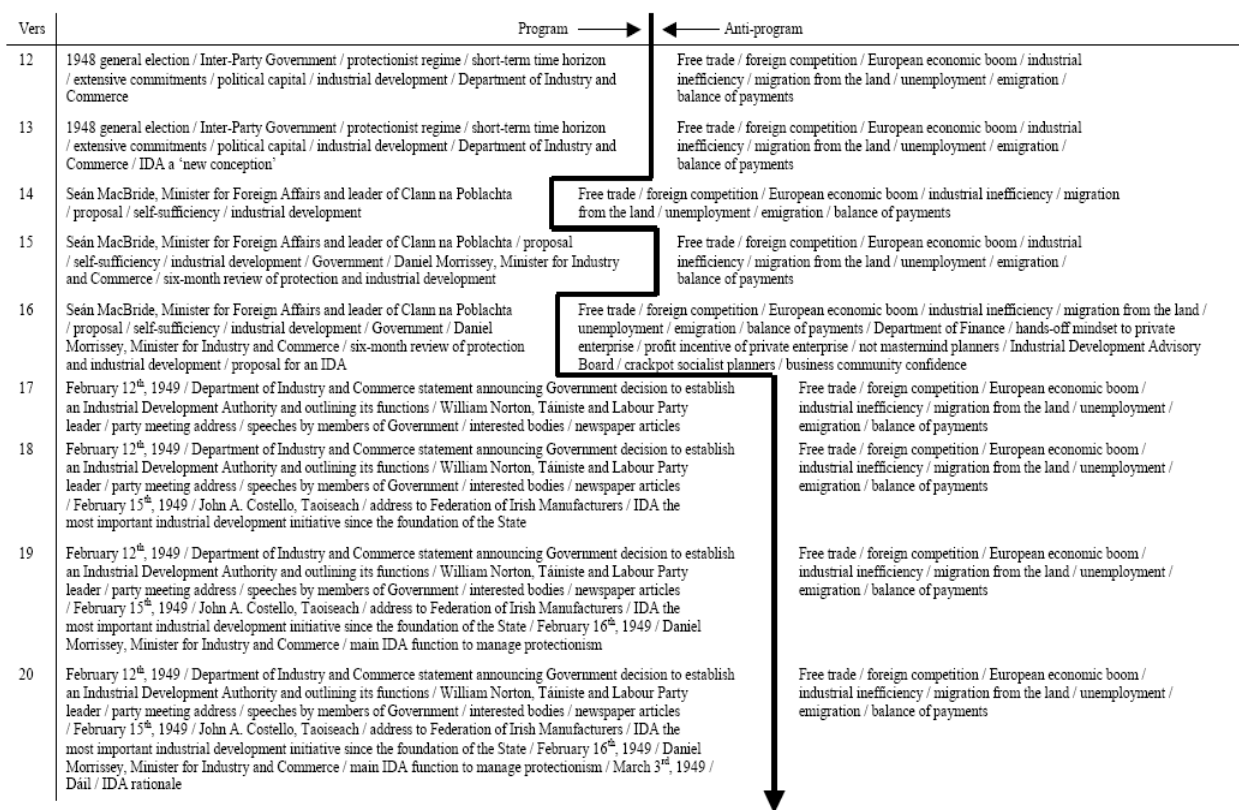 Vers Program Anti-program
12 1948 general election / Inter-Party Government / protectionist regime / short-term time horizon
/ extensive commitments / political capital / industrial development / Department of Industry and
Commerce
Free trade / foreign competition / European economic boom / industrial
inefficiency / migration from the land / unemployment / emigration /
balance of payments
13 1948 general election / Inter-Party Government / protectionist regime / short-term time horizon
/ extensive commitments / political capital / industrial development / Department of Industry and
Commerce / IDA a ‘new conception’
Free trade / foreign competition / European economic boom / industrial
inefficiency / migration from the land / unemployment / emigration /
balance of payments
14 Seán MacBride, Minister for Foreign Affairs and leader of Clann na Poblachta
/ proposal / self-sufficiency / industrial development
Free trade / foreign competition / European economic boom / industrial inefficiency / migration
from the land / unemployment / emigration / balance of payments
15 Seán MacBride, Minister for Foreign Affairs and leader of Clann na Poblachta / proposal
/ self-sufficiency / industrial development / Government / Daniel Morrissey, Minister for Industry
and Commerce / six-month review of protection and industrial development
Free trade / foreign competition / European economic boom / industrial
inefficiency / migration from the land / unemployment / emigration /
balance of payments
16 Seán MacBride, Minister for Foreign Affairs and leader of Clann na Poblachta
/ proposal / self-sufficiency / industrial development / Government / Daniel
Morrissey, Minister for Industry and Commerce / six-month review of protection
and industrial development / proposal for an IDA
Free trade / foreign competition / European economic boom / industrial inefficiency / migration from the land /
unemployment / emigration / balance of payments / Department of Finance / hands-off mindset to private
enterprise / profit incentive of private enterprise / not mastermind planners / Industrial Development Advisory
Board / crackpot socialist planners / business community confidence
17 February 12th, 1949 / Department of Industry and Commerce statement announcing Government decision to establish
an Industrial Development Authority and outlining its functions / William Norton, Táiniste and Labour Party
leader / party meeting address / speeches by members of Government / interested bodies / newspaper articles
Free trade / foreign competition / European economic boom /
industrial inefficiency / migration from the land / unemployment /
emigration / balance of payments
18 February 12th, 1949 / Department of Industry and Commerce statement announcing Government decision to establish
an Industrial Development Authority and outlining its functions / William Norton, Táiniste and Labour Party
leader / party meeting address / speeches by members of Government / interested bodies / newspaper articles
/ February 15th, 1949 / John A. Costello, Taoiseach / address to Federation of Irish Manufacturers / IDA the
most important industrial development initiative since the foundation of the State
Free trade / foreign competition / European economic boom /
industrial inefficiency / migration from the land / unemployment /
emigration / balance of payments
19 February 12th, 1949 / Department of Industry and Commerce statement announcing Government decision to establish
an Industrial Development Authority and outlining its functions / William Norton, Táiniste and Labour Party
leader / party meeting address / speeches by members of Government / interested bodies / newspaper articles
/ February 15th, 1949 / John A. Costello, Taoiseach / address to Federation of Irish Manufacturers / IDA the
most important industrial development initiative since the foundation of the State / February 16th, 1949 / Daniel
Morrissey, Minister for Industry and Commerce / main IDA function to manage protectionism
Free trade / foreign competition / European economic boom /
industrial inefficiency / migration from the land / unemployment /
emigration / balance of payments
20 February 12th, 1949 / Department of Industry and Commerce statement announcing Government decision to establish
an Industrial Development Authority and outlining its functions / William Norton, Táiniste and Labour Party
leader / party meeting address / speeches by members of Government / interested bodies / newspaper articles
/ February 15th, 1949 / John A. Costello, Taoiseach / address to Federation of Irish Manufacturers / IDA the
most important industrial development initiative since the foundation of the State / February 16th, 1949 / Daniel
Morrissey, Minister for Industry and Commerce / main IDA function to manage protectionism / March 3rd, 1949 /
Dáil / IDA rationale
Free trade / foreign competition / European economic boom /
industrial inefficiency / migration from the land / unemployment /
emigration / balance of payments